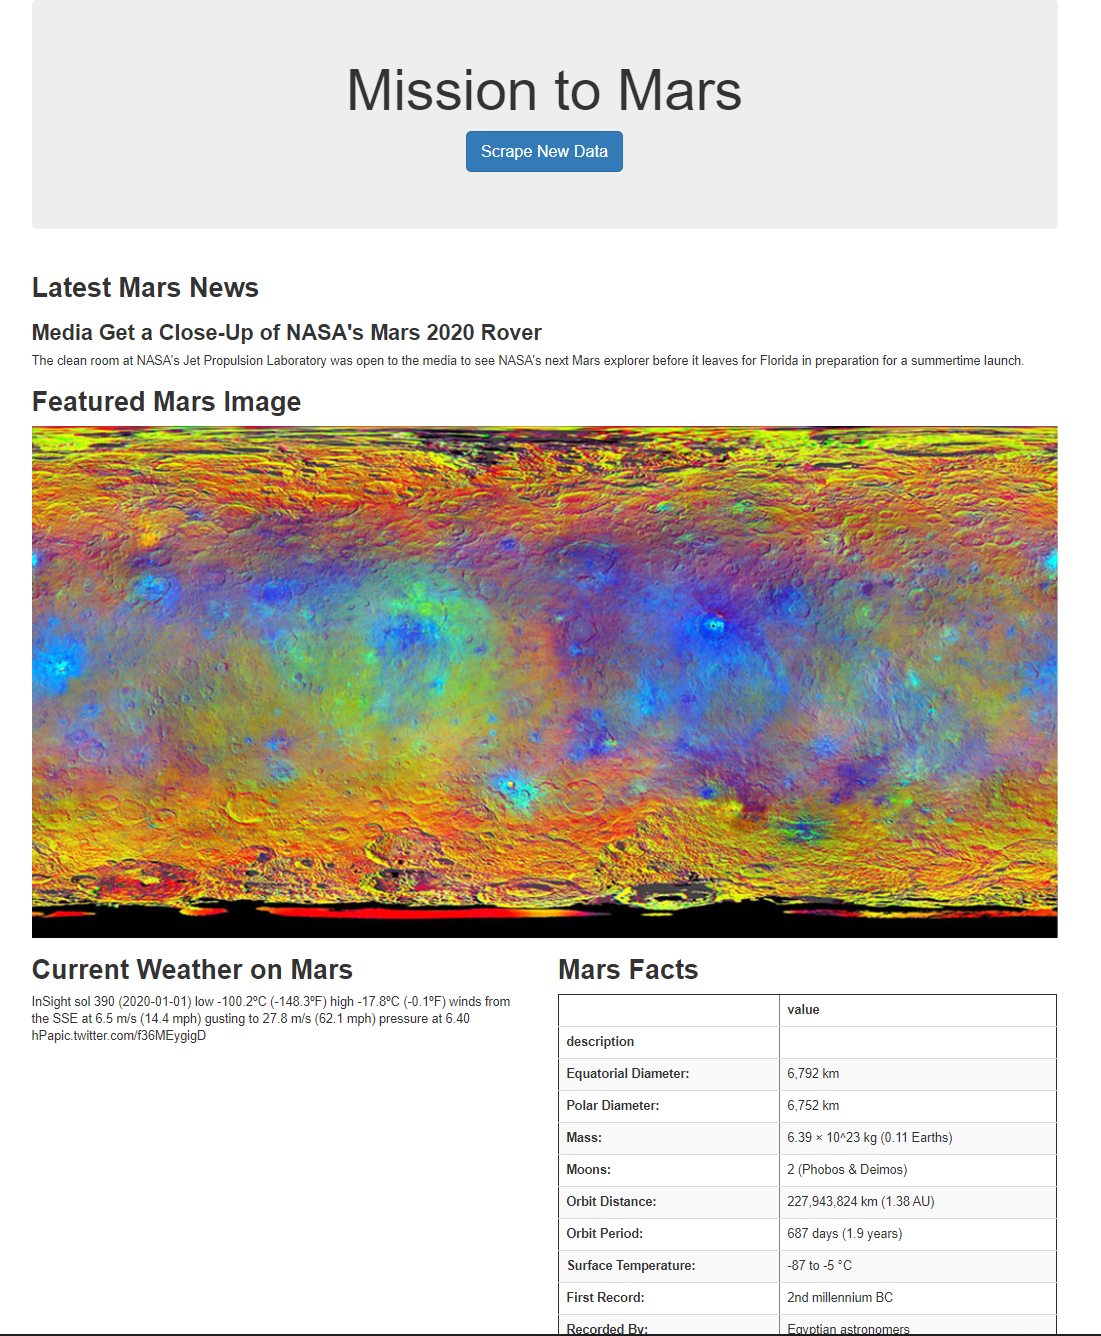 Mission to Mars
Scrape New Data
Latest Mars News
Media Get a Close-Up of NASA's Mars 2020 Rover
The clean room at NASA's Jet Propulsion Laboratory was open to the media to see NASA's next Mars explorer before it leaves for Florida in preparation for a summertime launch.
Featured Mars Image
Current Weather on Mars
InSight sol 390 (2020-01-01) low -100.2ºC (-148.3ºF) high -17.8ºC (-0.1ºF) winds from
the SSE at 6.5 m/s (14.4 mph) gusting to 27.8 m/s (62.1 mph) pressure at 6.40
hPapic.twitter.com/f36MEygigD
Mars Facts
value
description
Equatorial Diameter: 6,792 km
Polar Diameter: 6,752 km
Mass: 6.39 × 10^23 kg (0.11 Earths)
Moons: 2 (Phobos & Deimos)
Orbit Distance: 227,943,824 km (1.38 AU)
Orbit Period: 687 days (1.9 years)
Surface Temperature: -87 to -5 °C
First Record: 2nd millennium BC
Recorded By: Egyptian astronomers